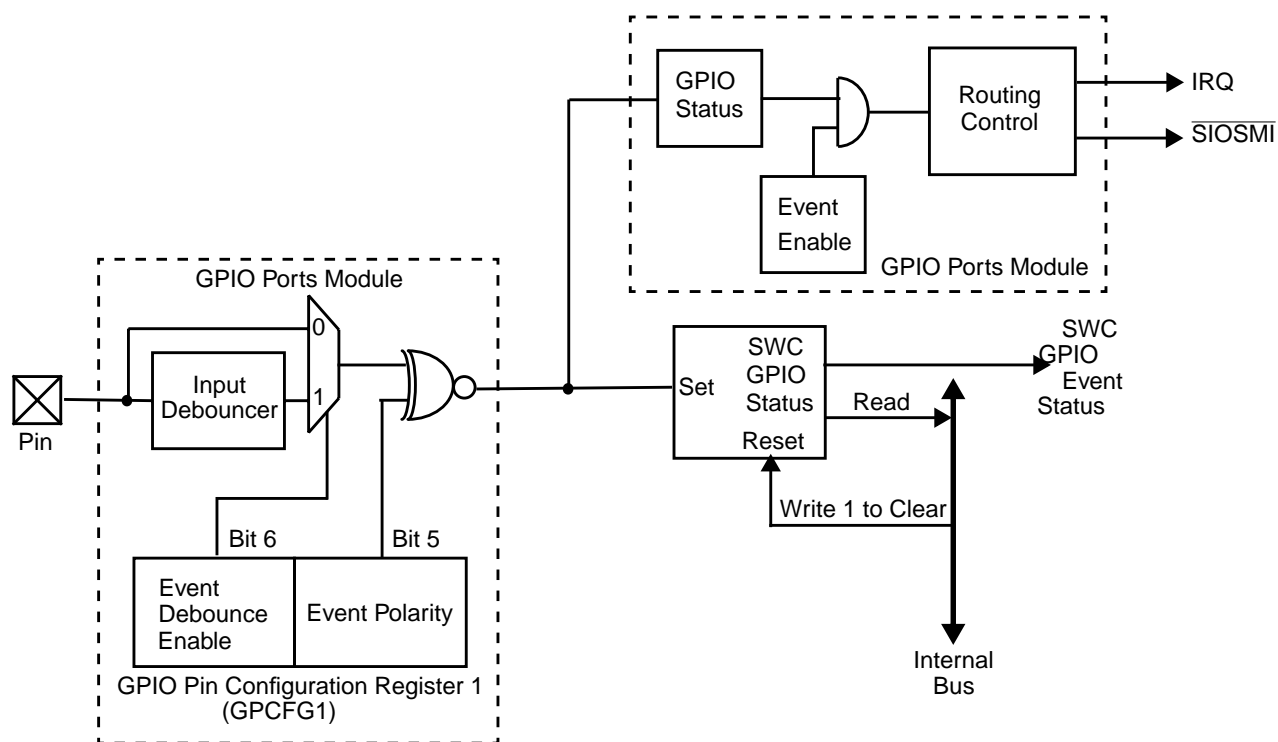 GPIO
Status
Routing
Control
IRQ
SIOSMI
Event
Enable
GPIO Ports Module
GPIO Ports Module
0
Input
Debouncer
1
Pin
Bit 6
Bit 5
Event
Debounce
Enable
Event Polarity
GPIO Pin Configuration Register 1
(GPCFG1)
Set
SWC
GPIO
Status
Reset
Read
Write 1 to Clear
SWC
GPIO
Event
Status
Internal
Bus